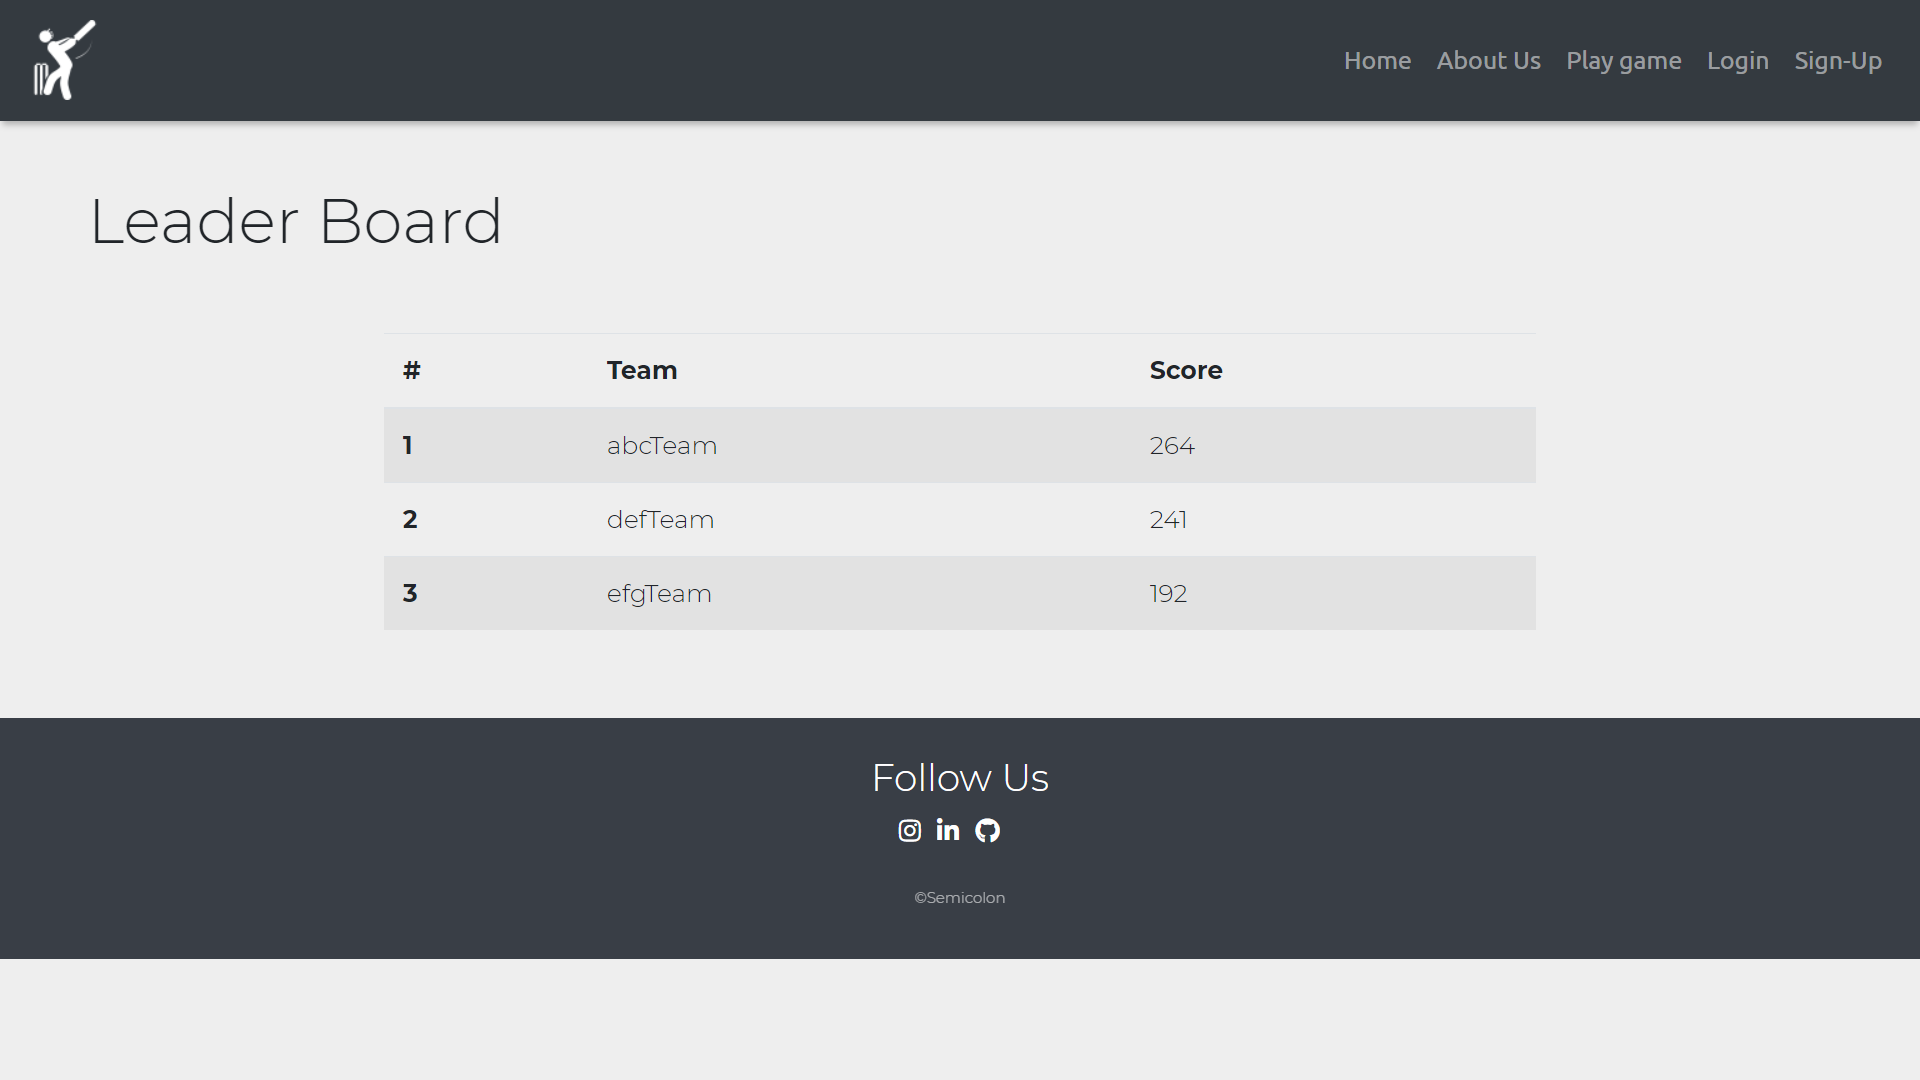 Home About Us Play game Login Sign-Up
Leader Board
# Team Score
1 abcTeam 264
2 defTeam 241
3 efgTeam 192
Follow Us
©Semicolon